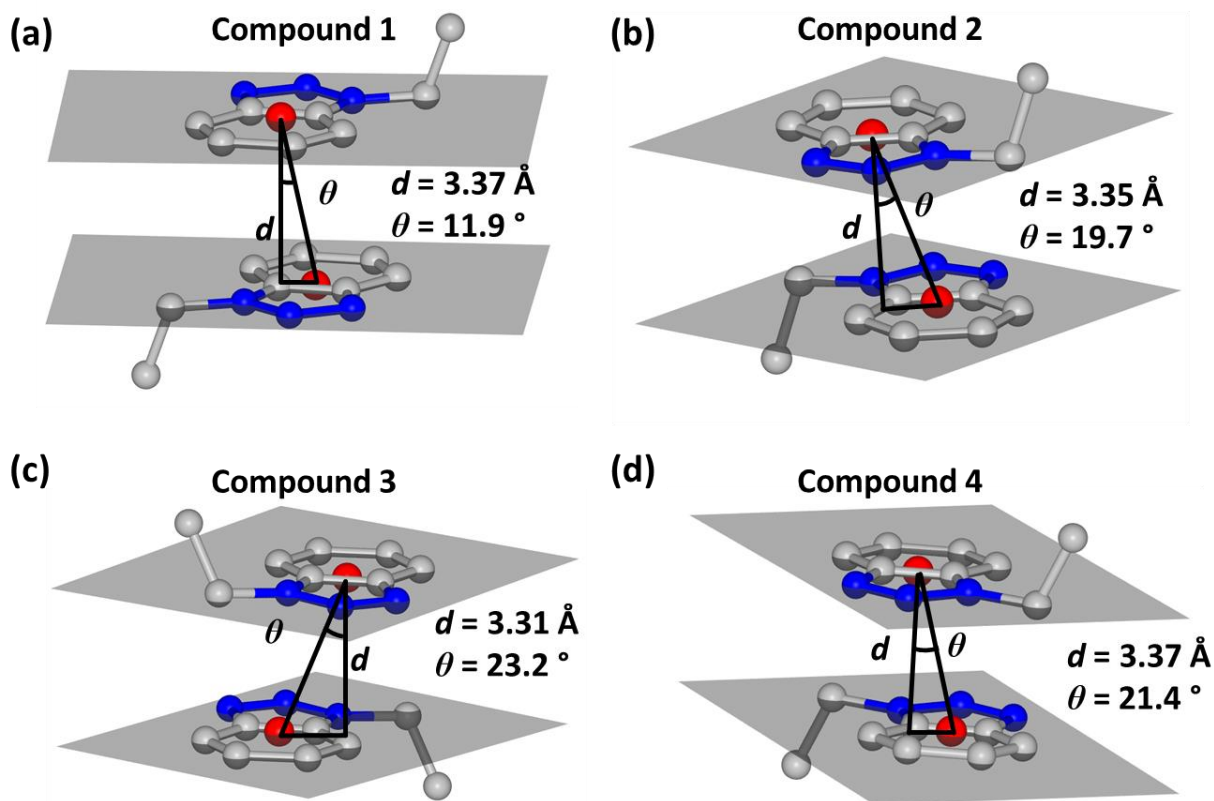 (a)
Compound 1
d = 3.37 Å
θ = 11.9 °
θ
d
(b)
Compound 2
d = 3.35 Å
θ = 19.7 °
θ
d
(c)
Compound 3
d = 3.31 Å
θ = 23.2 °
θ
d
(d)
Compound 4
d = 3.37 Å
θ = 21.4 °
d
θ